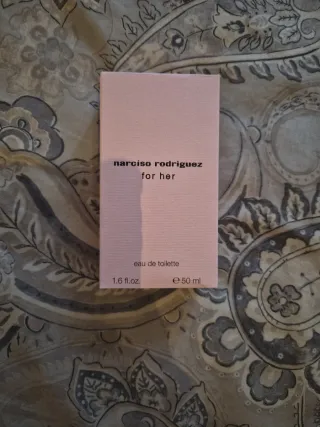 narciso rodriguez
for her
eau de toilette
1.6 fl.oz. ℮ 50 ml